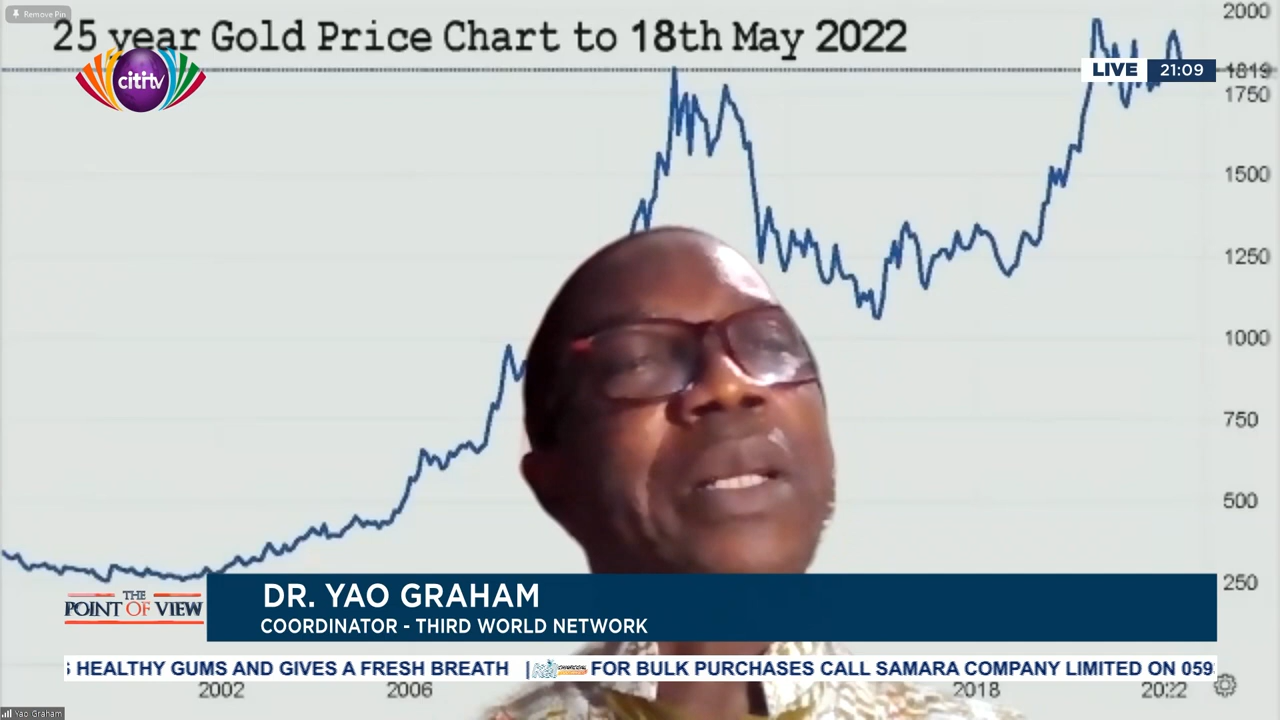 Remove Pin
25 year Gold Price Chart to 18th May 2022
cititv
LIVE 21:09
2000
1819
1750
1500
1250
1000
750
500
250
THE
POINT OF VIEW
DR. YAO GRAHAM
COORDINATOR - THIRD WORLD NETWORK
HEALTHY GUMS AND GIVES A FRESH BREATH | FOR BULK PURCHASES CALL SAMARA COMPANY LIMITED ON 059
2002 2006 2018 2022
Yao Graham